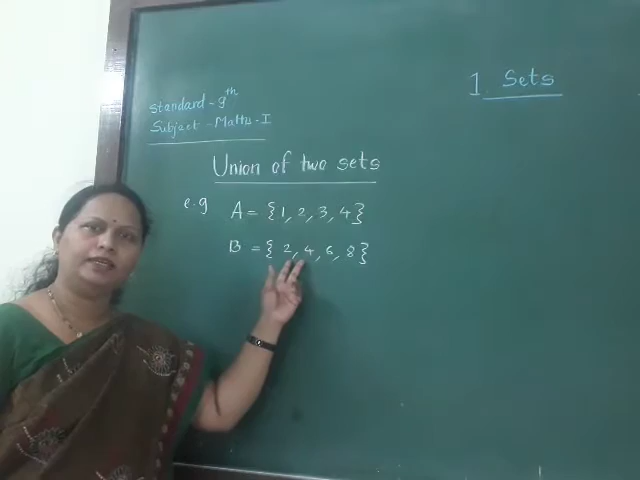 1. Sets
Standard - 9th
Subject - Maths - I
Union of two sets
e.g A = {1, 2, 3, 4}
B = { 2, 4, 6, 8}